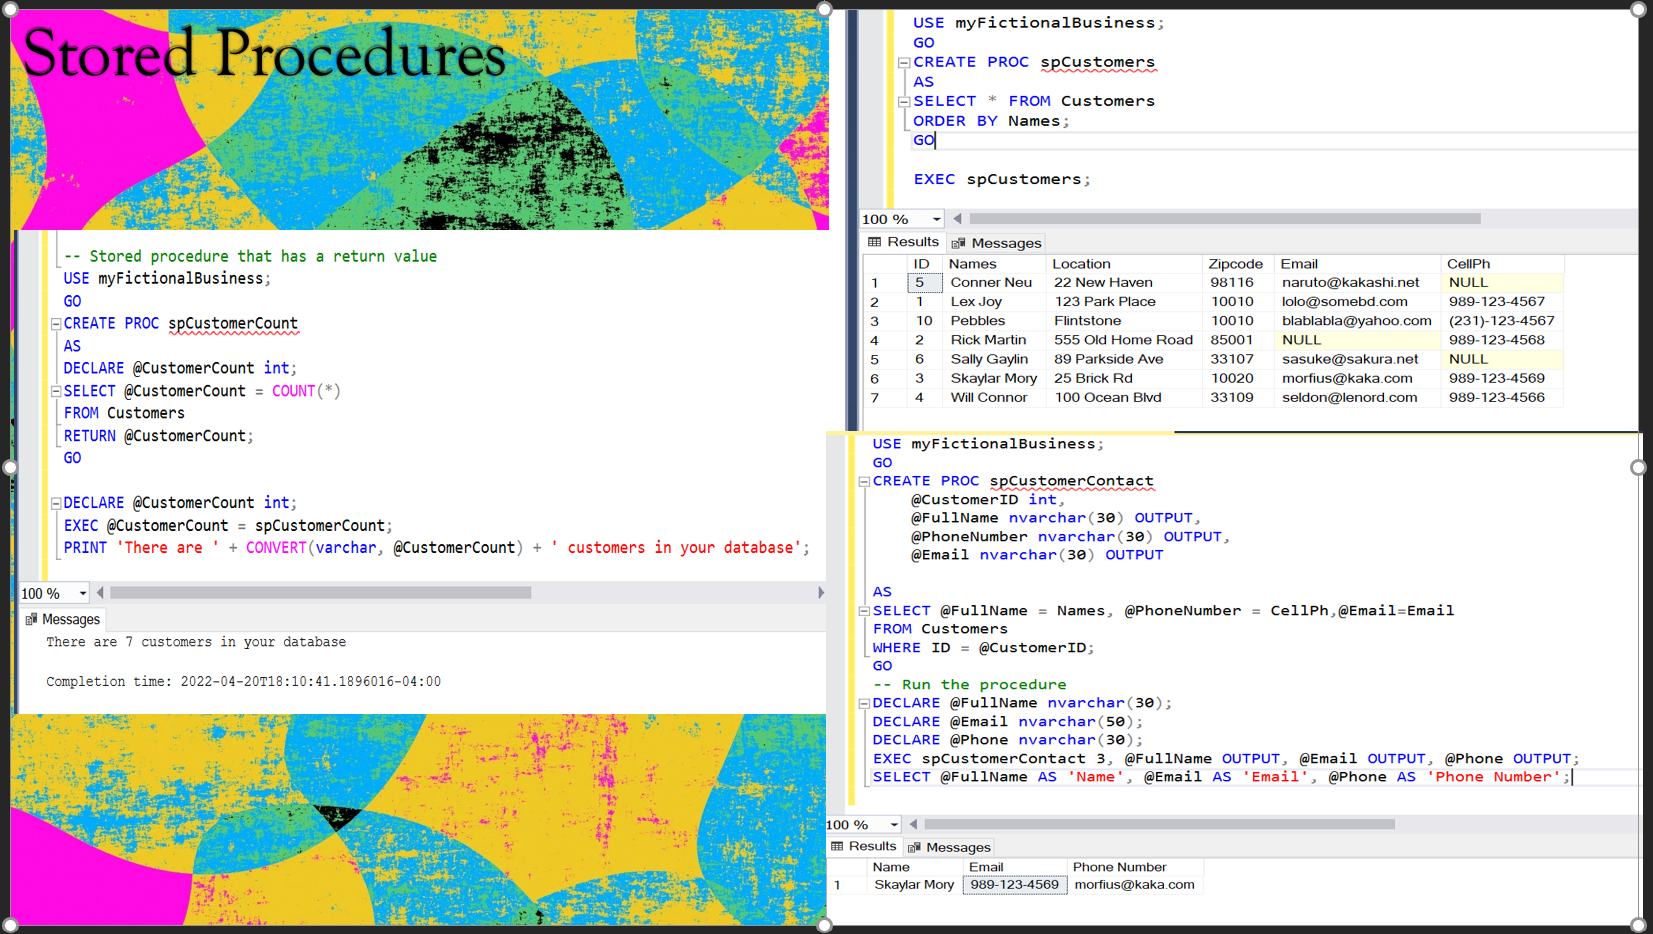 Stored Procedures
-- Stored procedure that has a return value
USE myFictionalBusiness;
GO
CREATE PROC spCustomerCount
AS
DECLARE @CustomerCount int;
SELECT @CustomerCount = COUNT(*)
FROM Customers
RETURN @CustomerCount;
GO
DECLARE @CustomerCount int;
EXEC @CustomerCount = spCustomerCount;
PRINT 'There are ' + CONVERT(varchar, @CustomerCount) + ' customers in your database';
100 %
Messages
There are 7 customers in your database
Completion time: 2022-04-20T18:10:41.1896016-04:00
USE myFictionalBusiness;
GO
CREATE PROC spCustomers
AS
SELECT * FROM Customers
ORDER BY Names;
GO
EXEC spCustomers;
100 %
Results Messages
ID Names Location Zipcode Email CellPh
1 5 Conner Neu 22 New Haven 98116 naruto@kakashi.net NULL
2 1 Lex Joy 123 Park Place 10010 lolo@somebd.com 989-123-4567
3 10 Pebbles Flintstone 10010 blablabla@yahoo.com (231)-123-4567
4 2 Rick Martin 555 Old Home Road 85001 NULL 989-123-4568
5 6 Sally Gaylin 89 Parkside Ave 33107 sasuke@sakura.net NULL
6 3 Skaylar Mory 25 Brick Rd 10020 morfius@kaka.com 989-123-4569
7 4 Will Connor 100 Ocean Blvd 33109 seldon@lenord.com 989-123-4566
USE myFictionalBusiness;
GO
CREATE PROC spCustomerContact
@CustomerID int,
@FullName nvarchar(30) OUTPUT,
@PhoneNumber nvarchar(30) OUTPUT,
@Email nvarchar(30) OUTPUT
AS
SELECT @FullName = Names, @PhoneNumber = CellPh,@Email=Email
FROM Customers
WHERE ID = @CustomerID;
GO
-- Run the procedure
DECLARE @FullName nvarchar(30);
DECLARE @Email nvarchar(50);
DECLARE @Phone nvarchar(30);
EXEC spCustomerContact 3, @FullName OUTPUT, @Email OUTPUT, @Phone OUTPUT;
SELECT @FullName AS 'Name', @Email AS 'Email', @Phone AS 'Phone Number';
100 %
Results Messages
Name Email Phone Number
1 Skaylar Mory 989-123-4569 morfius@kaka.com